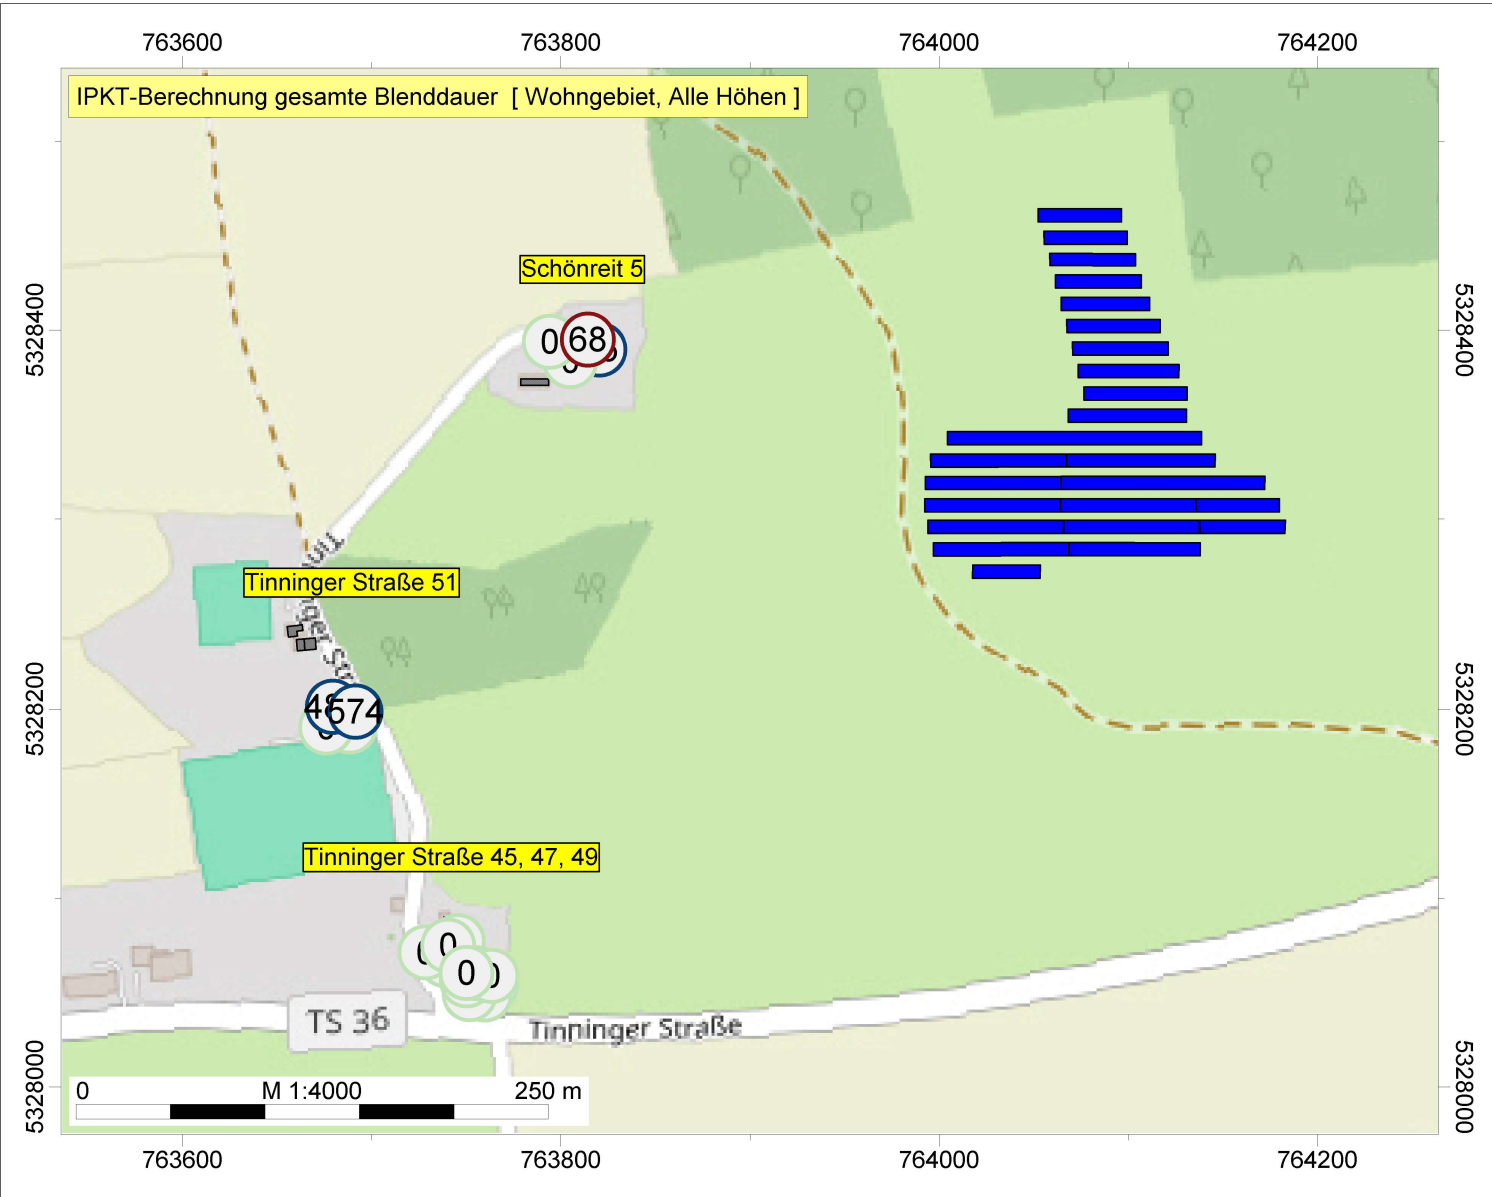 763600 763800 764000 764200
IPKT-Berechnung gesamte Blenddauer [ Wohngebiet, Alle Höhen ]
Schönreit 5
0 68
5328400 5328400
Tinninger Straße 51
574
5328200 5328200
Tinninger Straße 45, 47, 49
0
0
TS 36
Tinninger Straße
5328000 5328000
0 M 1:4000 250 m
763600 763800 764000 764200